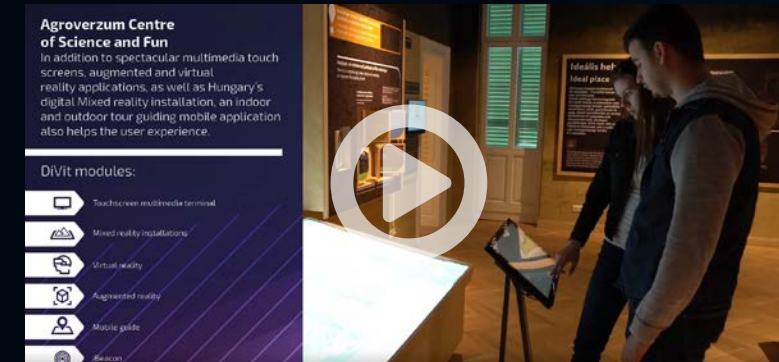 Agroverzum Centre
of Science and Fun
In addition to spectacular multimedia touch
screens, augmented and virtual
reality applications, as well as Hungary's
digital Mixed reality installation, an indoor
and outdoor tour guiding mobile application
also helps the user experience.
DiVit modules:
Touchscreen multimedia terminal
Mixed reality installations
Virtual reality
Augmented reality
Mobile guide
Beacon
Ideális hel
Ideal place